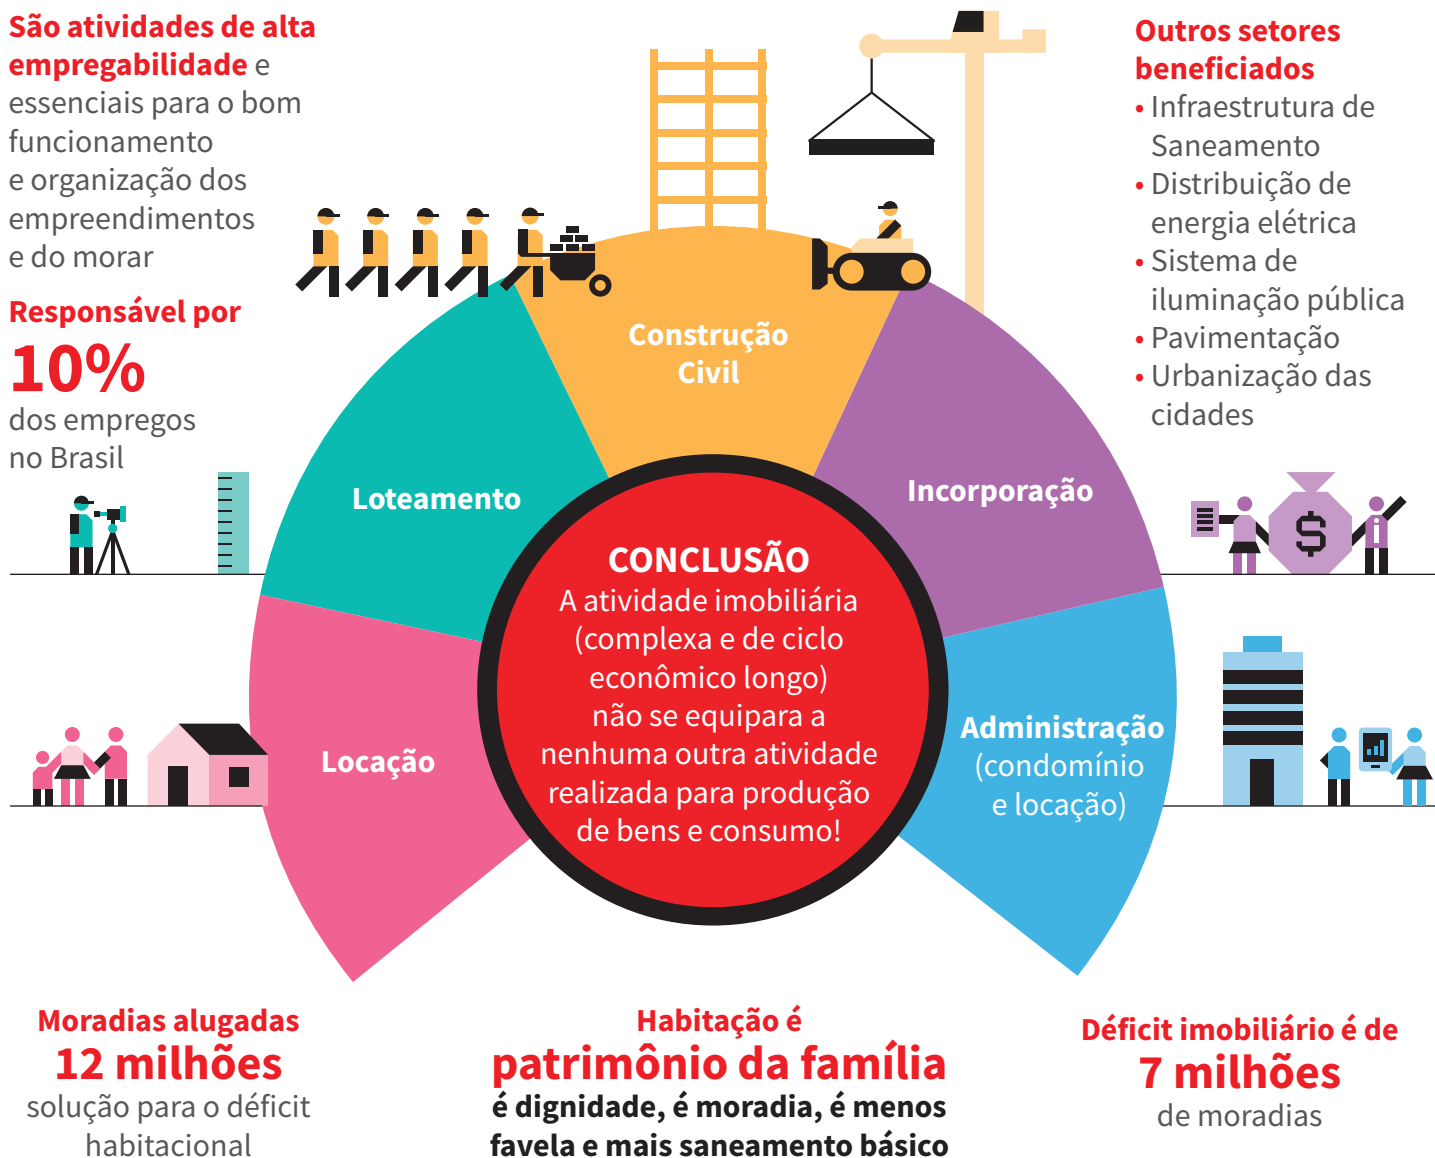 São atividades de alta
empregabilidade e
essenciais para o bom
funcionamento
e organização dos
empreendimentos
e do morar
Responsável por
10%
dos empregos
no Brasil
Outros setores
beneficiados
• Infraestrutura de
Saneamento
• Distribuição de
energia elétrica
• Sistema de
iluminação pública
• Pavimentação
• Urbanização das
cidades
Construção
Civil
Loteamento
Incorporação
Locação
Administração
(condomínio
e locação)
$
CONCLUSÃO
A atividade imobiliária
(complexa e de ciclo
econômico longo)
não se equipara a
nenhuma outra atividade
realizada para produção
de bens e consumo!
Moradias alugadas
12 milhões
solução para o déficit
habitacional
Habitação é
patrimônio da família
é dignidade, é moradia, é menos
favela e mais saneamento básico
Déficit imobiliário é de
7 milhões
de moradias